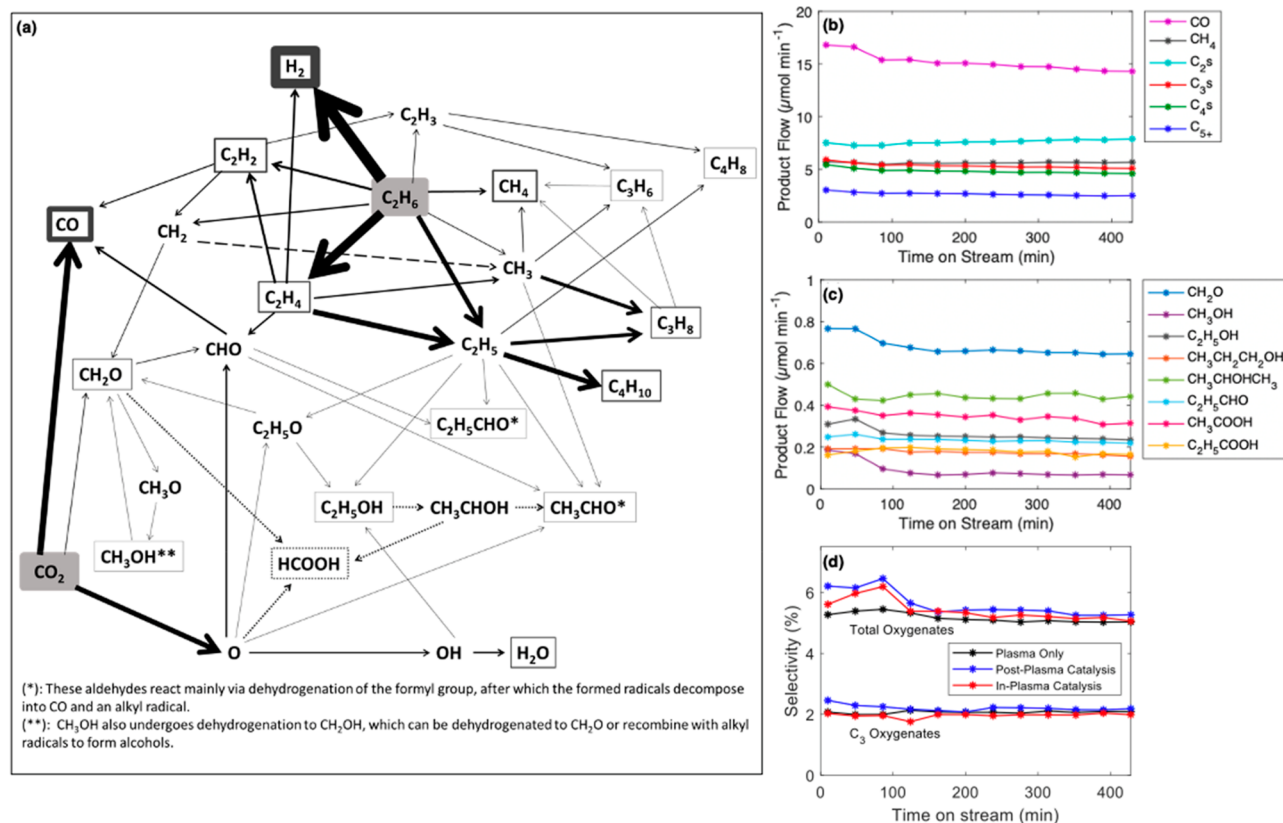 (a)
H₂
C₂H₃
C₂H₂
C₄H₈
C₂H₆
CH₄
C₃H₆
CO
CH₂
CH₃
C₂H₄
C₃H₈
CHO
C₂H₅
CH₂O
C₄H₁₀
C₂H₅O
C₂H₅CHO*
CH₃O
C₂H₅OH
CH₃CHOH
CH₃CHO*
CH₃OH**
HCOOH
CO₂
O
OH
H₂O
(*): These aldehydes react mainly via dehydrogenation of the formyl group, after which the formed radicals decompose
into CO and an alkyl radical.
(**): CH₃OH also undergoes dehydrogenation to CH₂OH, which can be dehydrogenated to CH₂O or recombine with alkyl
radicals to form alcohols.
(b)
Product Flow (μmol min⁻¹)
20
15
10
5
0
0 100 200 300 400
Time on Stream (min)
CO
CH₄
C₂s
C₃s
C₄s
C₅₊
(c)
Product Flow (μmol min⁻¹)
1
0.8
0.6
0.4
0.2
0
0 100 200 300 400
Time on Stream (min)
CH₂O
CH₃OH
C₂H₅OH
CH₃CH₂CH₂OH
CH₃CHOHCH₃
C₂H₅CHO
CH₃COOH
C₂H₅COOH
(d)
Selectivity (%)
6
4
2
0
Total Oxygenates
Plasma Only
Post-Plasma Catalysis
In-Plasma Catalysis
C₃ Oxygenates
0 100 200 300 400
Time on stream (min)